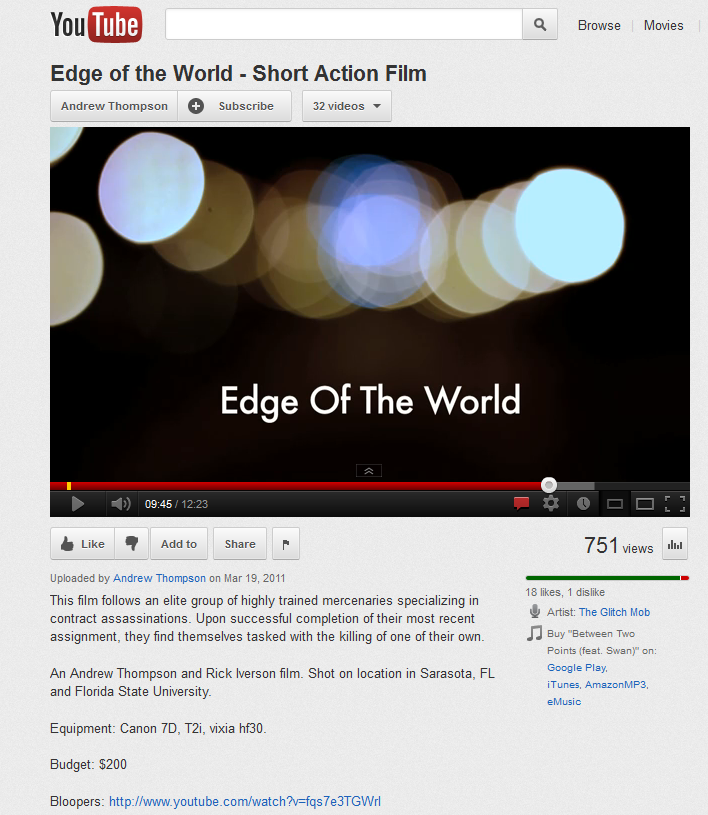 YouTube
Browse
Movies
Edge of the World - Short Action Film
Andrew Thompson
Subscribe
32 videos
Edge Of The World
09:45 / 12:23
Like
Add to
Share
751 views
Uploaded by Andrew Thompson on Mar 19, 2011
18 likes, 1 dislike
This film follows an elite group of highly trained mercenaries specializing in
contract assassinations. Upon successful completion of their most recent
assignment, they find themselves tasked with the killing of one of their own.
An Andrew Thompson and Rick Iverson film. Shot on location in Sarasota, FL
and Florida State University.
Equipment: Canon 7D, T2i, vixia hf30.
Budget: $200
Bloopers: http://www.youtube.com/watch?v=fqs7e3TGWrI
Artist: The Glitch Mob
Buy "Between Two
Points (feat. Swan)" on:
Google Play,
iTunes, AmazonMP3,
eMusic